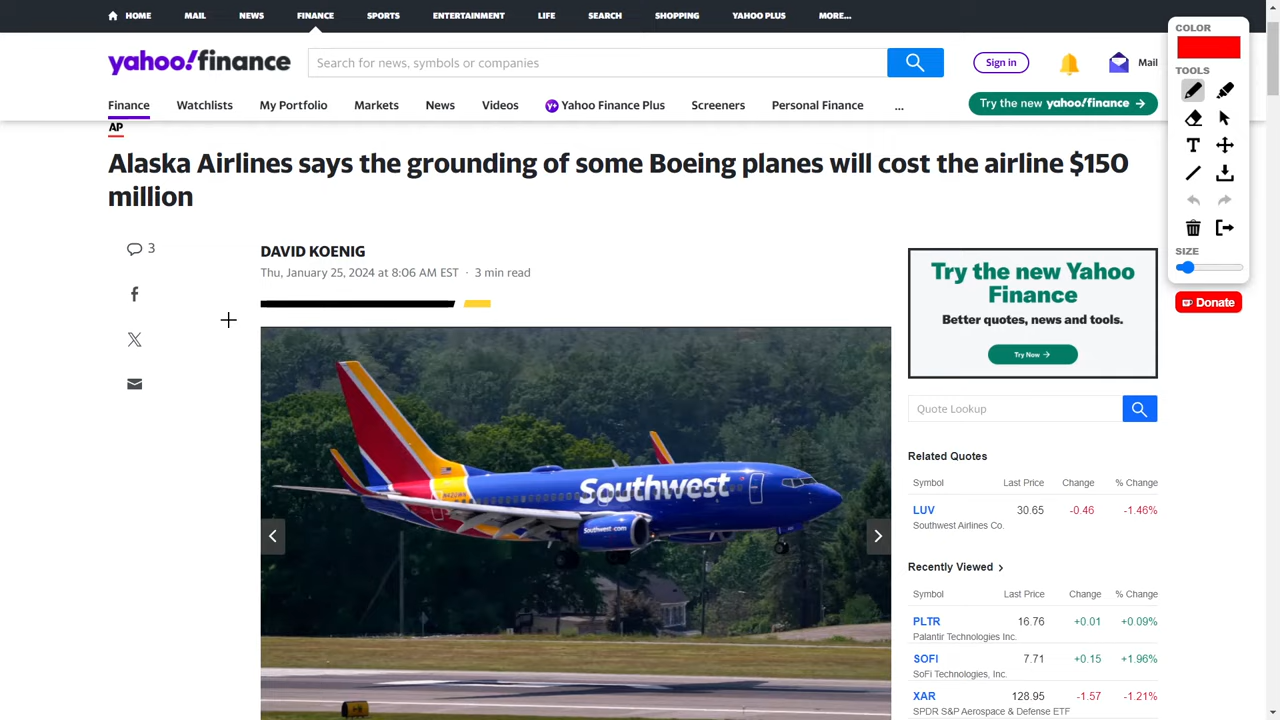 HOME MAIL NEWS FINANCE SPORTS ENTERTAINMENT LIFE SEARCH SHOPPING YAHOO PLUS MORE...
yahoo!finance
Search for news, symbols or companies
Sign in
Mail
Finance Watchlists My Portfolio Markets News Videos Yahoo Finance Plus Screeners Personal Finance ...
Try the new yahoo!finance →
COLOR
TOOLS
T
SIZE
Donate
AP
Alaska Airlines says the grounding of some Boeing planes will cost the airline $150
million
3
DAVID KOENIG
Thu, January 25, 2024 at 8:06 AM EST · 3 min read
Southwest
Southwest.com
Try the new Yahoo
Finance
Better quotes, news and tools.
Try Now →
Quote Lookup
Related Quotes
Symbol Last Price Change % Change
LUV 30.65 -0.46 -1.46%
Southwest Airlines Co.
Recently Viewed
Symbol Last Price Change % Change
PLTR 16.76 +0.01 +0.09%
Palantir Technologies Inc.
SOFI 7.71 +0.15 +1.96%
SoFi Technologies, Inc.
XAR 128.95 -1.57 -1.21%
SPDR S&P Aerospace & Defense ETF